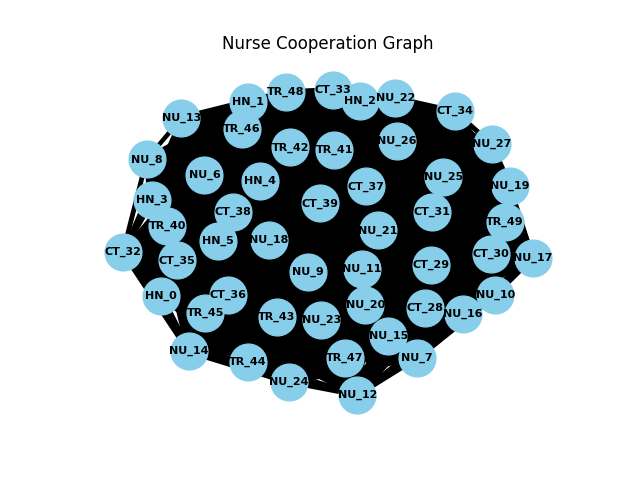 Nurse Cooperation Graph
TR_48
CT_33
HN_1
HN_2
NU_22
CT_34
NU_13
TR_46
NU_26
NU_27
TR_42
TR_41
NU_8
NU_6
HN_4
CT_37
NU_25
NU_19
HN_3
CT_39
CT_38
CT_31
TR_49
TR_40
NU_21
HN_5
NU_18
CT_32
CT_35
CT_30
NU_17
NU_9
NU_11
CT_29
HN_0
CT_36
NU_10
TR_45
NU_20
CT_28
NU_16
TR_43
NU_23
NU_15
NU_14
TR_44
TR_47
NU_7
NU_24
NU_12